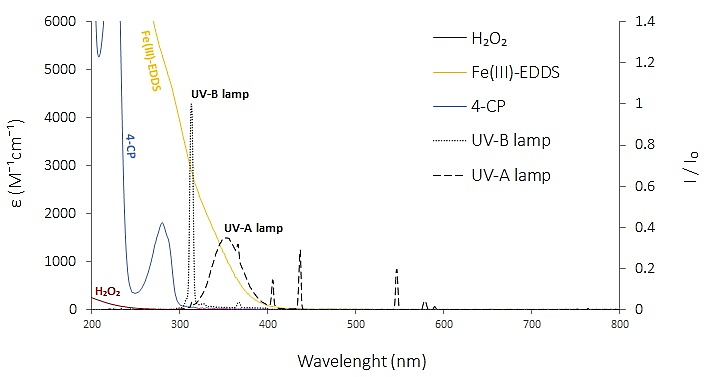 6000
5000
4000
3000
2000
1000
0
ε (M⁻¹cm⁻¹)
200
300
400
500
600
700
800
Wavelenght (nm)
1.4
1.2
1
0.8
0.6
0.4
0.2
0
I / I₀
H₂O₂
Fe(III)-EDDS
4-CP
UV-B lamp
UV-A lamp
Fe(III)-EDDS
4-CP
UV-B lamp
UV-A lamp
H₂O₂